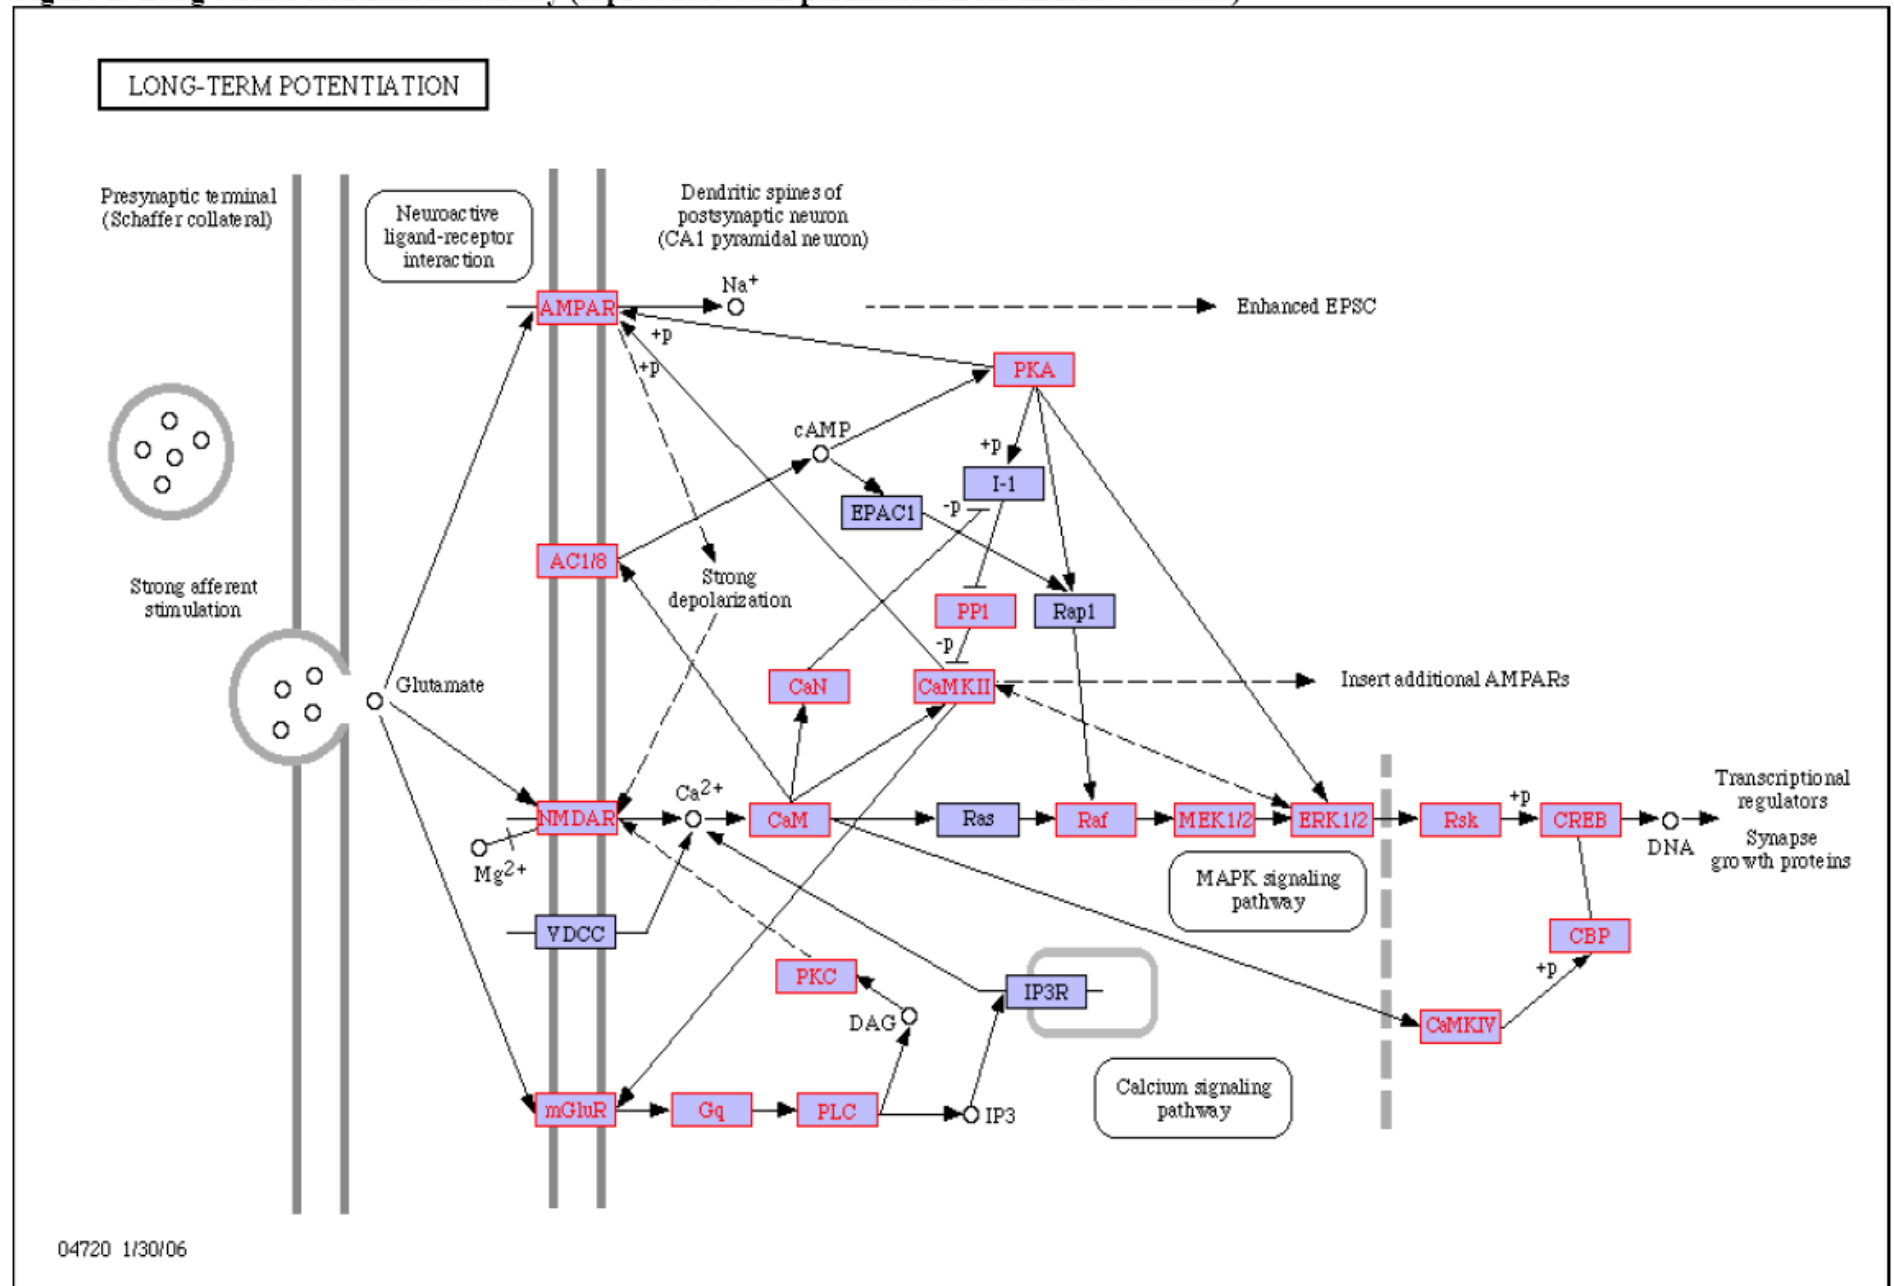 LONG-TERM POTENTIATION
Presynaptic terminal
(Schaffer collateral)
Neuroactive
ligand-receptor
interaction
Dendritic spines of
postsynaptic neuron
(CA1 pyramidal neuron)
AMPAR
Na+
Enhanced EPSC
+p
+p
PKA
cAMP
+p
I-1
EPAC1
-p
AC1/8
Strong
depolarization
Strong afferent
stimulation
PP1
Rap1
-p
Glutamate
CaN
CaMKII
Insert additional AMPARs
NMDAR
Ca2+
CaM
Ras
Raf
MEK1/2
ERK1/2
Rsk
+p
CREB
DNA
Transcriptional
regulators
Synapse
growth proteins
Mg2+
MAPK signaling
pathway
VDCC
CBP
+p
PKC
IP3R
DAG
CaMKIV
mGluR
Gq
PLC
IP3
Calcium signaling
pathway
04720 1/30/06